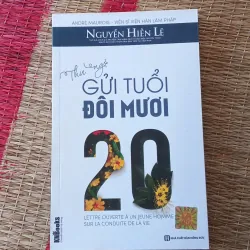 ANDRÉ MAUROIS - VIỆN SĨ VIỆN HÀN LÂM PHÁP
NGUYỄN HIẾN LÊ
Thư ngỏ
GỬI TUỔI
ĐÔI MƯƠI
20
LETTRE OUVERTE À UN JEUNE HOMME
SUR LA CONDUITE DE LA VIE